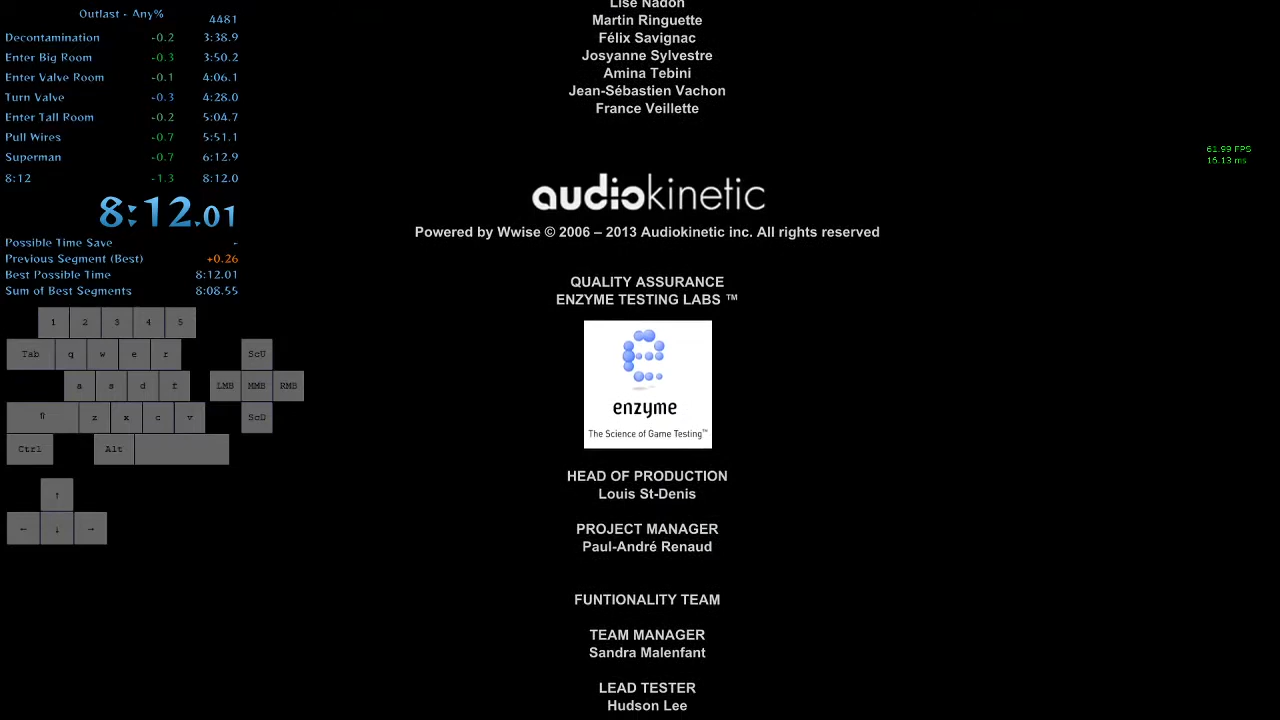 Outlast - Any%
4481
Decontamination -0.2 3:38.9
Enter Big Room -0.3 3:50.2
Enter Valve Room -0.1 4:06.1
Turn Valve -0.3 4:28.0
Enter Tall Room -0.2 5:04.7
Pull Wires -0.7 5:51.1
Superman -0.7 6:12.9
8:12 -1.3 8:12.0
8:12.01
Possible Time Save -
Previous Segment (Best) +0.26
Best Possible Time 8:12.01
Sum of Best Segments 8:08.55
1 2 3 4 5
Tab q w e r ScU
a s d f LMB MMB RMB
⇧ z x c v ScD
Ctrl Alt
↑
← ↓ →
Lise Nadon
Martin Ringuette
Félix Savignac
Josyanne Sylvestre
Amina Tebini
Jean-Sébastien Vachon
France Veillette
audiokinetic
Powered by Wwise © 2006 – 2013 Audiokinetic inc. All rights reserved
QUALITY ASSURANCE
ENZYME TESTING LABS ™
enzyme
The Science of Game Testing™
HEAD OF PRODUCTION
Louis St-Denis
PROJECT MANAGER
Paul-André Renaud
FUNTIONALITY TEAM
TEAM MANAGER
Sandra Malenfant
LEAD TESTER
Hudson Lee
61.99 FPS
16.13 ms